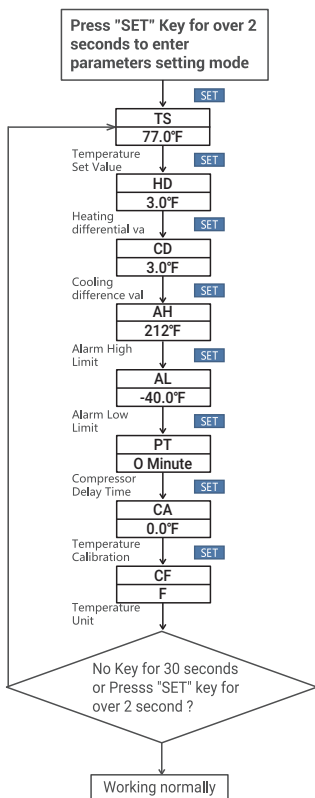 Press "SET" Key for over 2
seconds to enter
parameters setting mode
SET
TS
77.0°F
Temperature
Set Value
SET
HD
3.0°F
Heating
differential va
SET
CD
3.0°F
Cooling
difference val
SET
AH
212°F
Alarm High
Limit
SET
AL
-40.0°F
Alarm Low
Limit
SET
PT
O Minute
Compressor
Delay Time
SET
CA
0.0°F
Temperature
Calibration
SET
CF
F
Temperature
Unit
No Key for 30 seconds
or Presss "SET" key for
over 2 second ?
Working normally